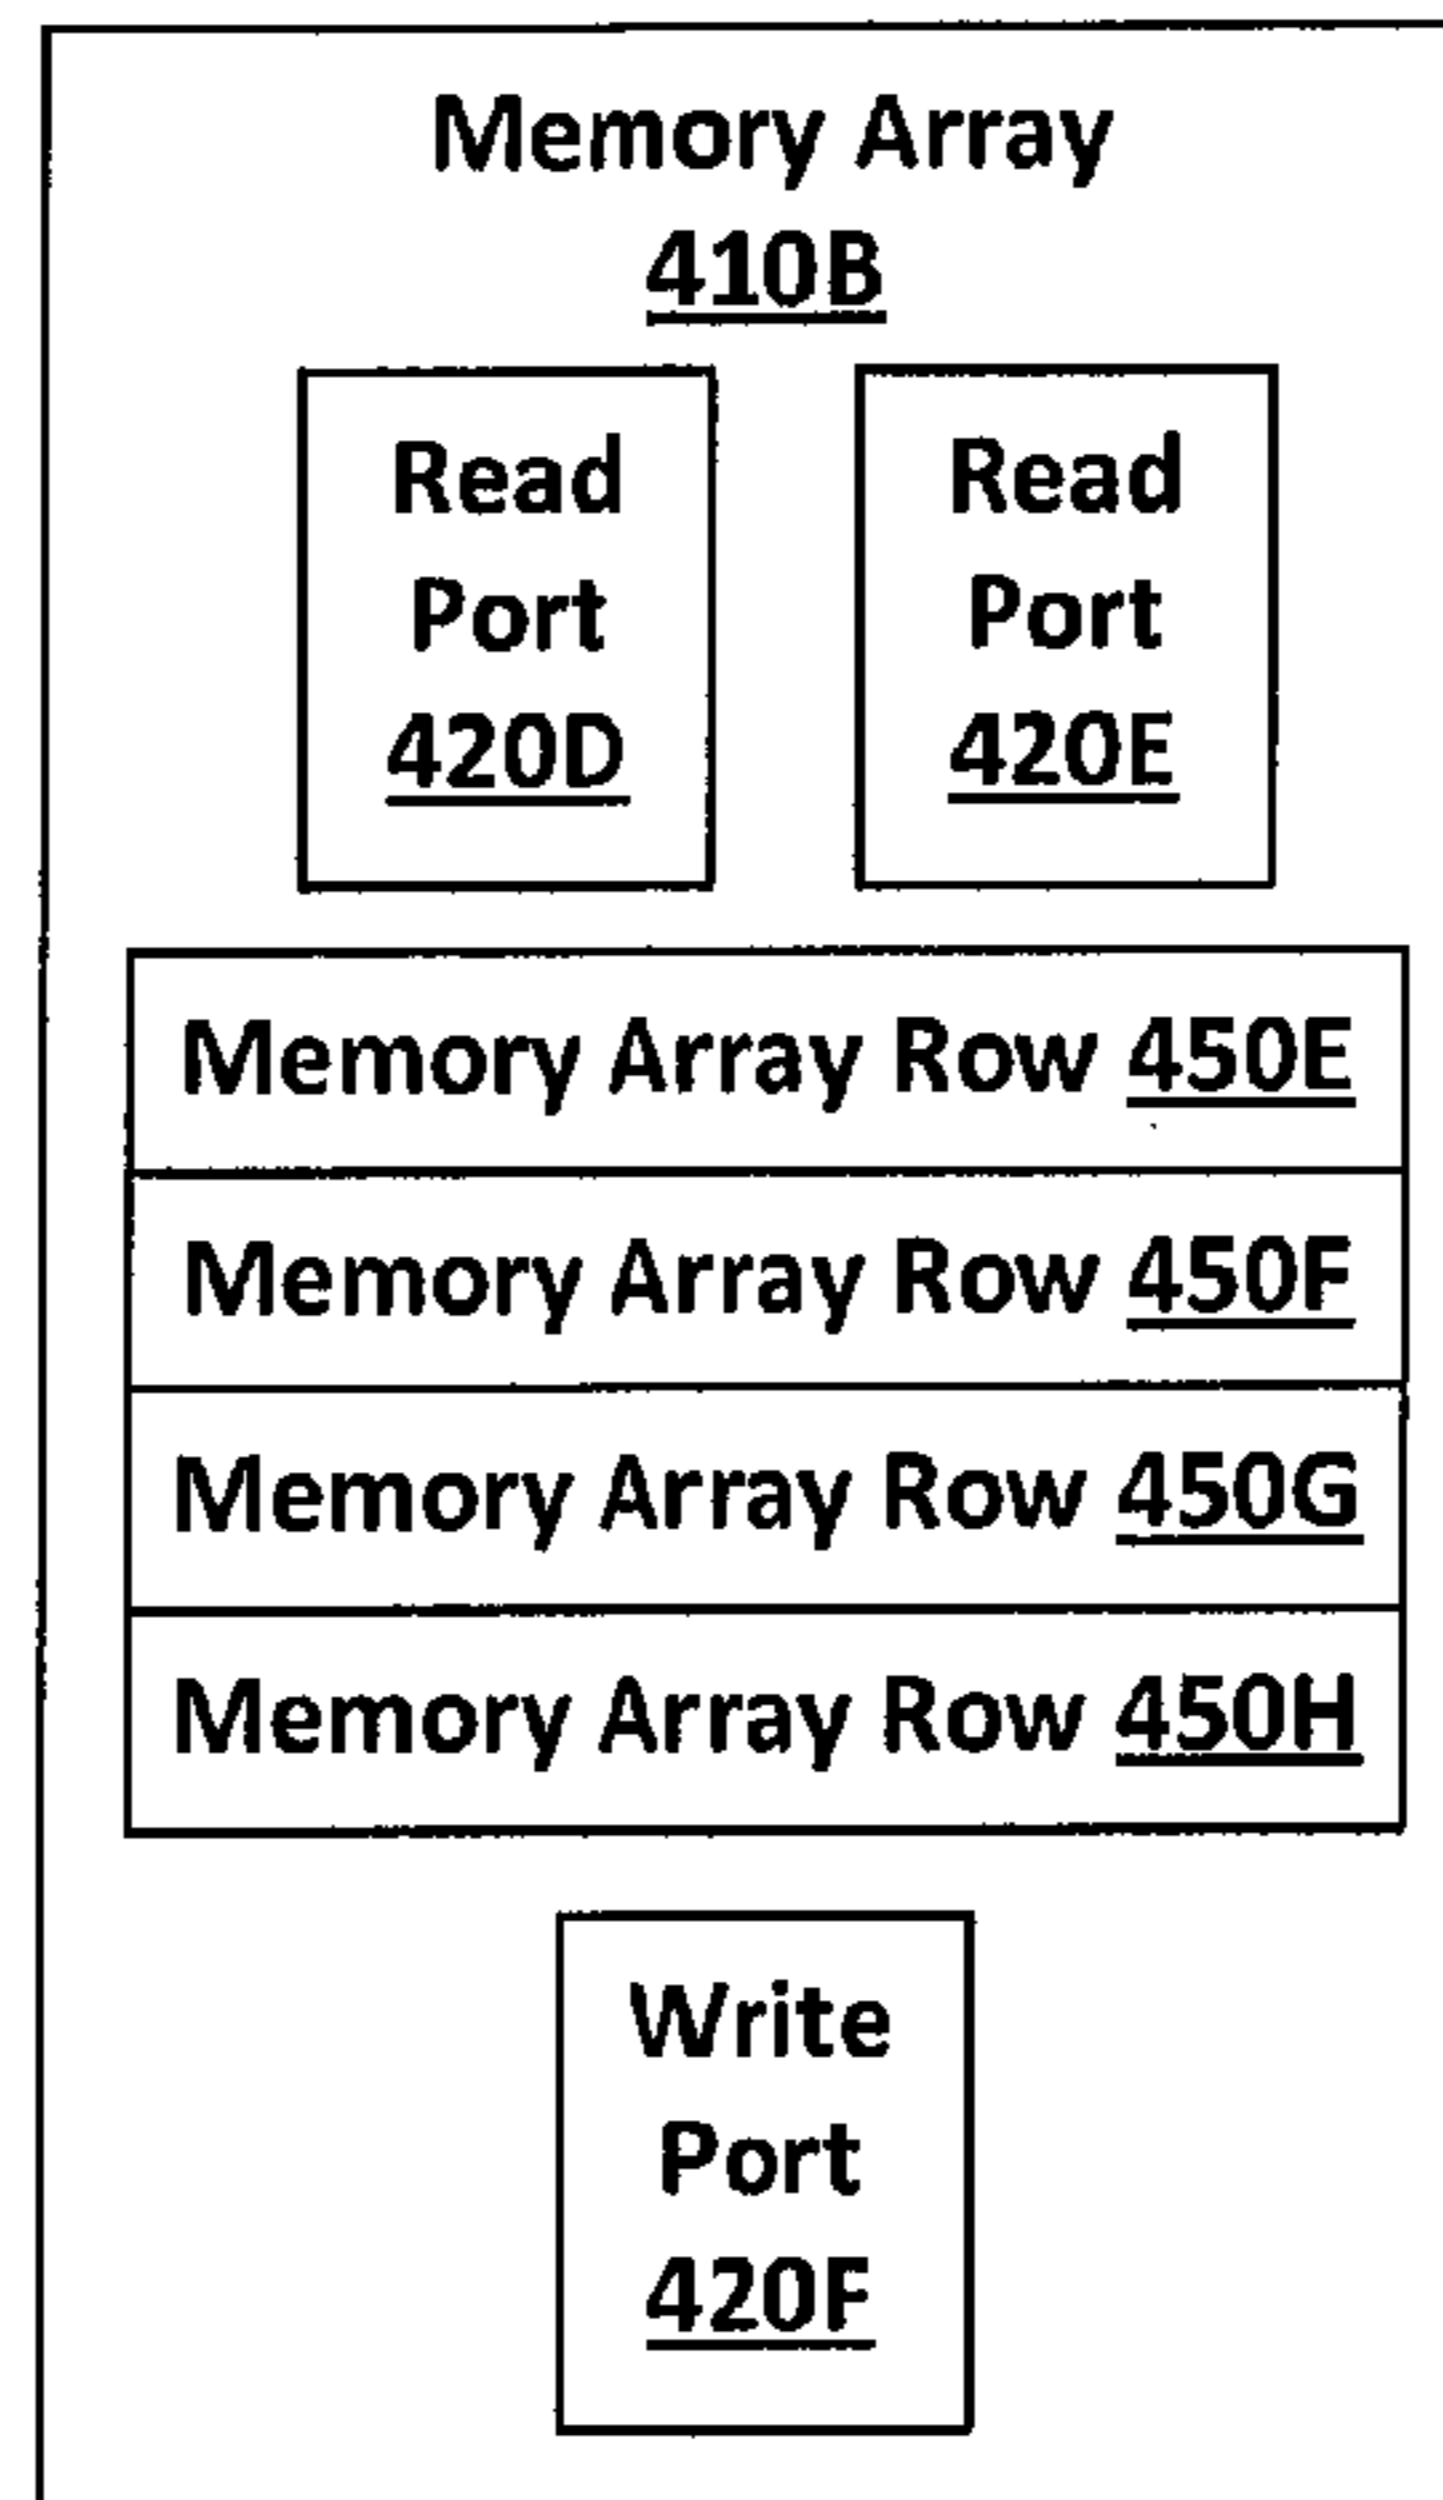 Memory Array
410B
Read
Port
420D
Read
Port
420E
Memory Array Row 450E
Memory Array Row 450F
Memory Array Row 450G
Memory Array Row 450H
Write
Port
420F